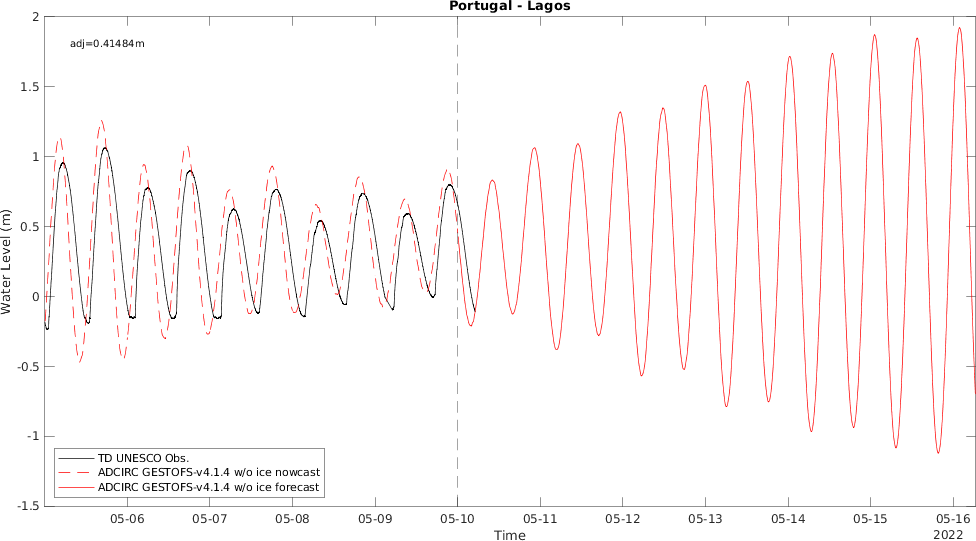 Portugal - Lagos
adj=0.41484m
2
1.5
1
0.5
0
-0.5
-1
-1.5
Water Level (m)
TD UNESCO Obs.
ADCIRC GESTOFS-v4.1.4 w/o ice nowcast
ADCIRC GESTOFS-v4.1.4 w/o ice forecast
05-06 05-07 05-08 05-09 05-10 05-11 05-12 05-13 05-14 05-15 05-16
Time
2022